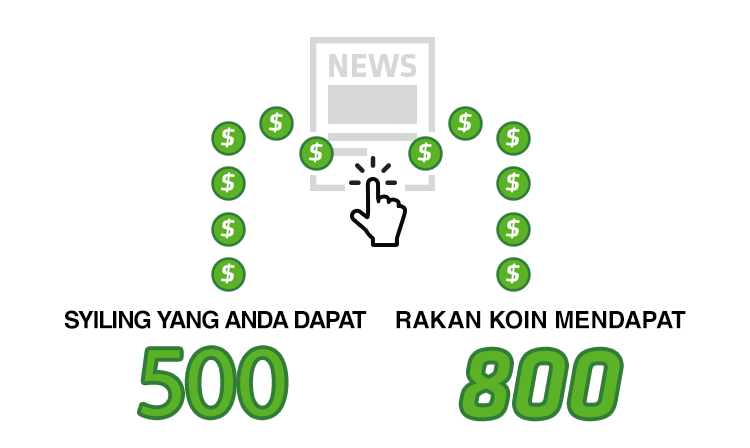 NEWS
$ $ $ $ $ $ $ $ $ $ $ $
SYILING YANG ANDA DAPAT
500
RAKAN KOIN MENDAPAT
800